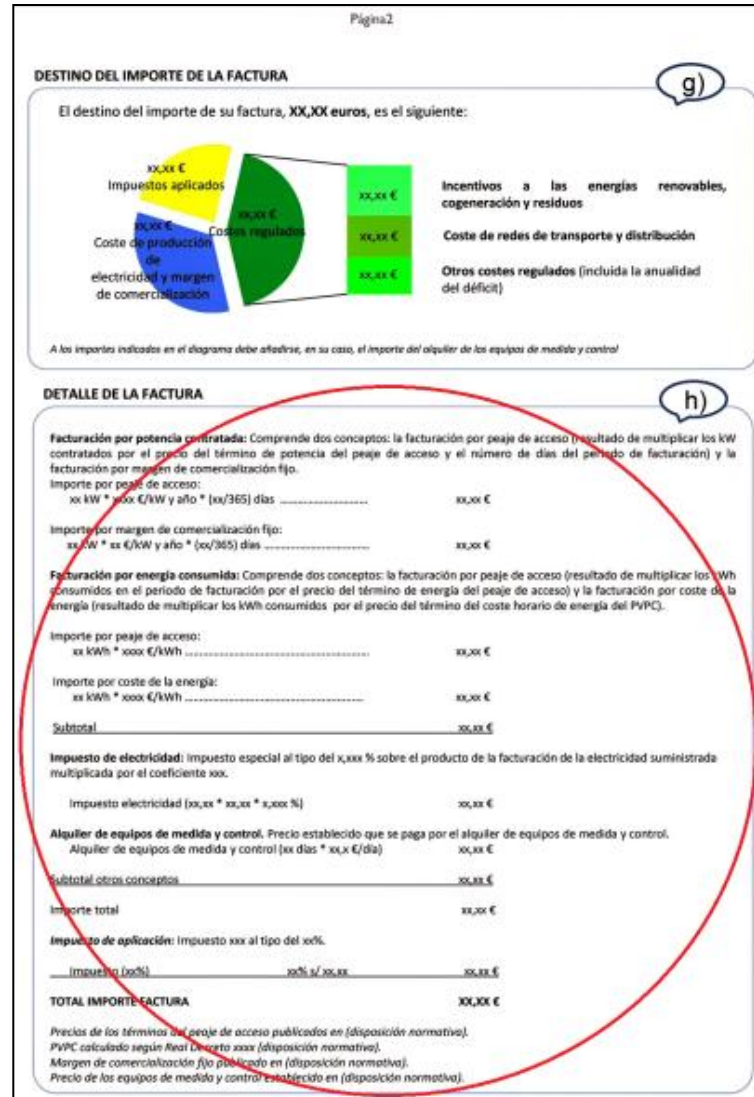 Página2
DESTINO DEL IMPORTE DE LA FACTURA
g)
El destino del importe de su factura, XX,XX euros, es el siguiente:
xx,xx €
Impuestos aplicados
xx,xx €
Coste de producción
de
electricidad y margen
de comercialización
xx,xx €
Costes regulados
xx,xx €
Incentivos a las energías renovables,
cogeneración y residuos
xx,xx €
Coste de redes de transporte y distribución
xx,xx €
Otros costes regulados (incluida la anualidad
del déficit)
A los importes indicados en el diagrama debe añadirse, en su caso, el importe del alquiler de los equipos de medida y control
DETALLE DE LA FACTURA
h)
Facturación por potencia contratada: Comprende dos conceptos: la facturación por peaje de acceso (resultado de multiplicar los kW
contratados por el precio del término de potencia del peaje de acceso y el número de días del periodo de facturación) y la
facturación por margen de comercialización fijo.
Importe por peaje de acceso:
xx kW * xxxx €/kW y año * (xx/365) días ................................ xx,xx €
Importe por margen de comercialización fijo:
xx kW * xx €/kW y año * (xx/365) días ................................ xx,xx €
Facturación por energía consumida: Comprende dos conceptos: la facturación por peaje de acceso (resultado de multiplicar los kWh
consumidos en el periodo de facturación por el precio del término de energía del peaje de acceso) y la facturación por coste de la
energía (resultado de multiplicar los kWh consumidos por el precio del término del coste horario de energía del PVPC).
Importe por peaje de acceso:
xx kWh * xxxx €/kWh ................................ xx,xx €
Importe por coste de la energía:
xx kWh * xxxx €/kWh ................................ xx,xx €
Subtotal xx,xx €
Impuesto de electricidad: Impuesto especial al tipo del x,xxx % sobre el producto de la facturación de la electricidad suministrada
multiplicada por el coeficiente xxx.
Impuesto electricidad (xx,xx * xx,xx * x,xxx %) xx,xx €
Alquiler de equipos de medida y control. Precio establecido que se paga por el alquiler de equipos de medida y control.
Alquiler de equipos de medida y control (xx días * xx,x €/día) xx,xx €
Subtotal otros conceptos xx,xx €
Importe total xx,xx €
Impuesto de aplicación: Impuesto xxx al tipo del xx%.
Impuesto (xx%) xx% s/ xx,xx xx,xx €
TOTAL IMPORTE FACTURA XX,XX €
Precios de los términos del peaje de acceso publicados en (disposición normativa).
PVPC calculado según Real Decreto xxxx (disposición normativa).
Margen de comercialización fijo publicado en (disposición normativa).
Precio de los equipos de medida y control establecido en (disposición normativa).